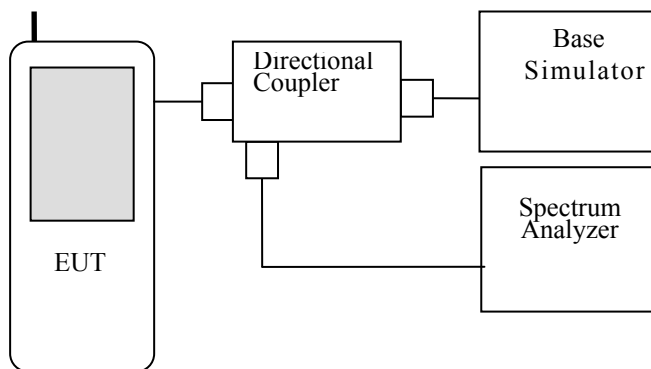 Directional
Coupler
Base
Simulator
Spectrum
Analyzer
EUT